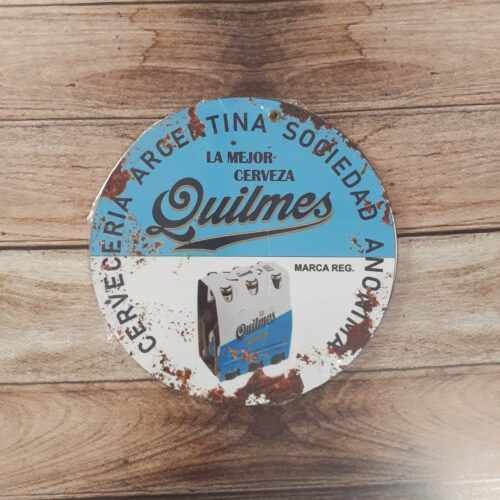 CERVECERIA ARGENTINA SOCIEDAD ANONIMA
LA MEJOR
CERVEZA
Quilmes
MARCA REG.
Quilmes